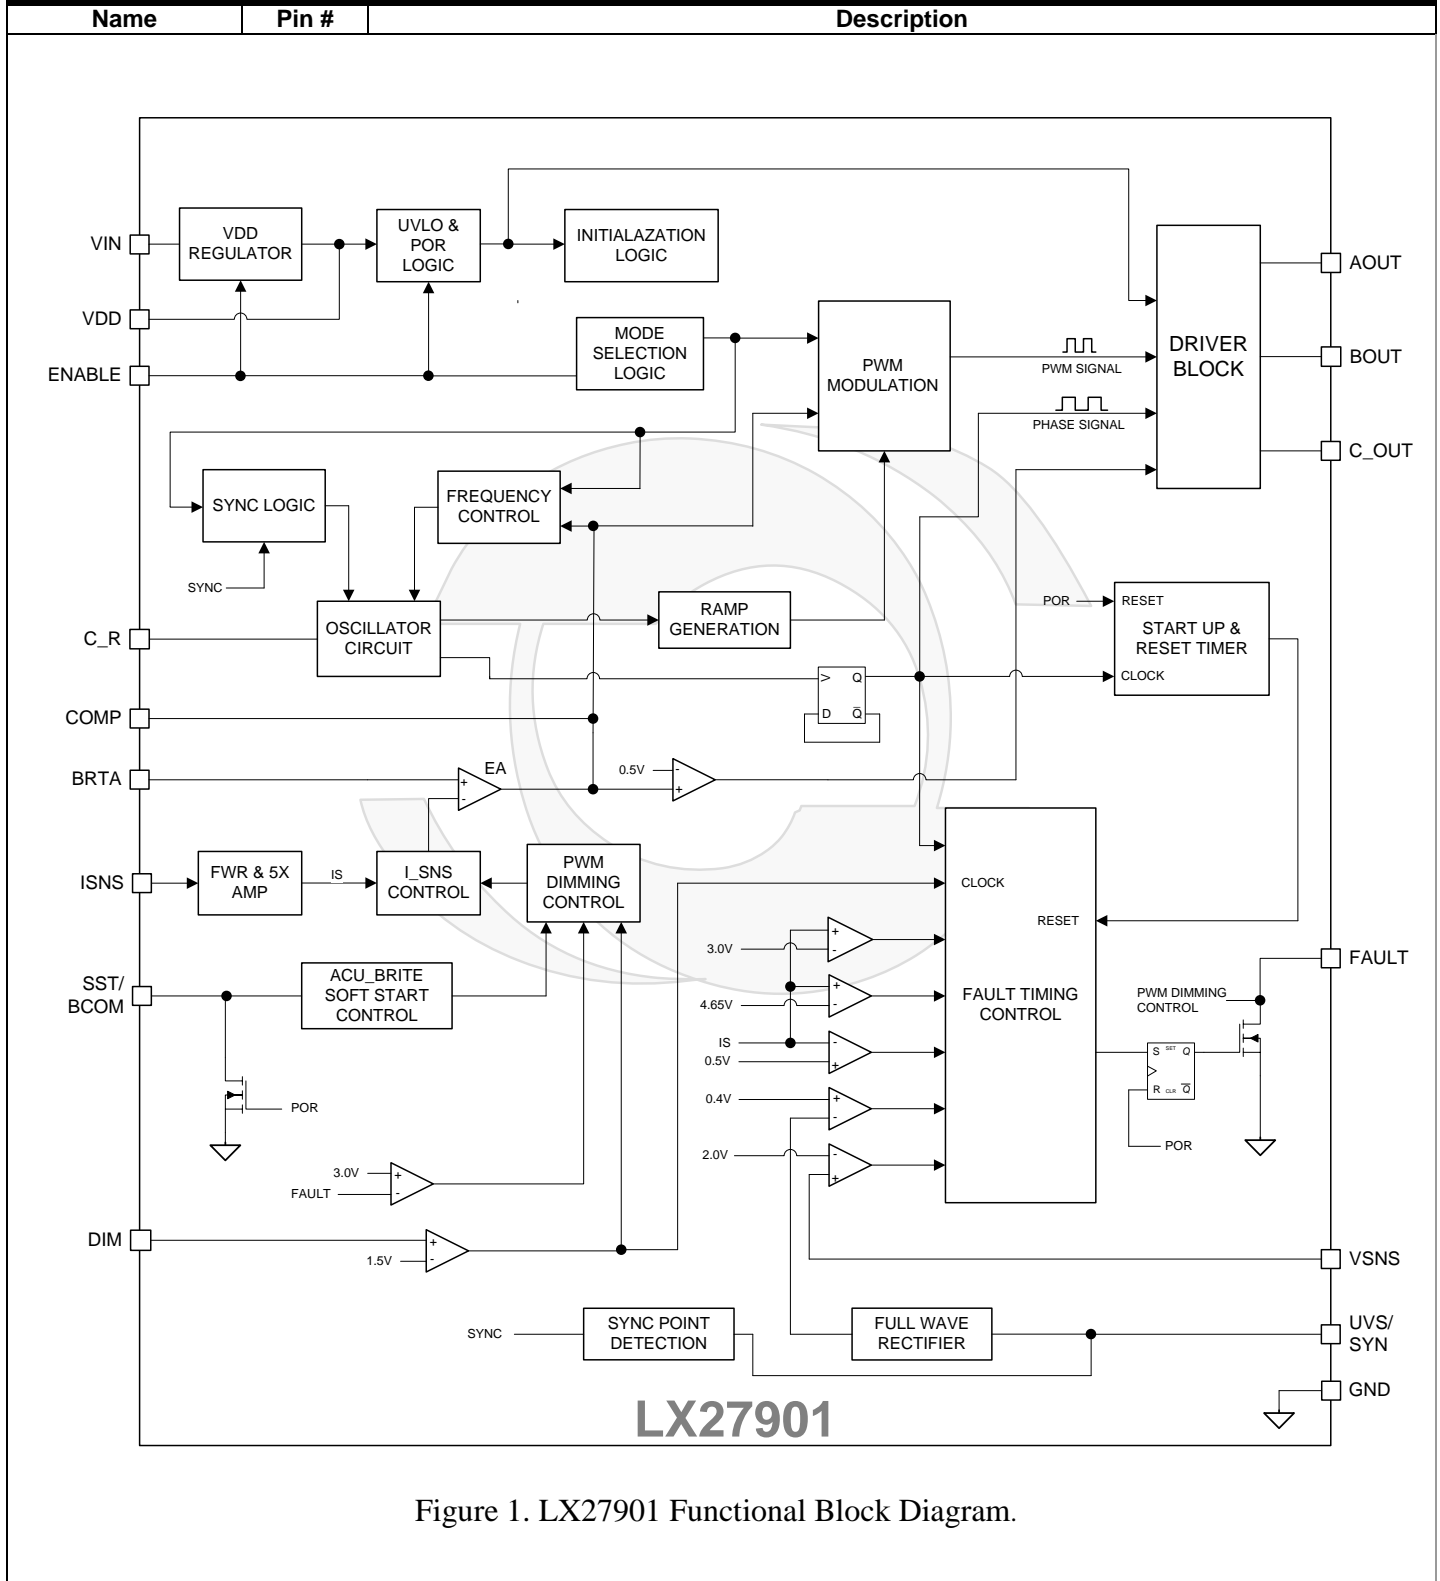 Name Pin # Description
VIN
VDD
REGULATOR
UVLO &
POR
LOGIC
INITIALAZATION
LOGIC
AOUT
VDD
ENABLE
MODE
SELECTION
LOGIC
PWM
MODULATION
PWM SIGNAL
PHASE SIGNAL
DRIVER
BLOCK
BOUT
C_OUT
SYNC LOGIC
FREQUENCY
CONTROL
SYNC
C_R
OSCILLATOR
CIRCUIT
RAMP
GENERATION
POR
RESET
START UP &
RESET TIMER
CLOCK
> Q
D Q
COMP
BRTA
+
-
EA
0.5V
-
+
ISNS
FWR & 5X
AMP
IS
I_SNS
CONTROL
PWM
DIMMING
CONTROL
CLOCK
RESET
FAULT TIMING
CONTROL
3.0V
+
-
4.65V
+
-
IS
0.5V
-
+
0.4V
+
-
2.0V
-
+
FAULT
PWM DIMMING
CONTROL
S SET Q
R CLR Q
POR
SST/
BCOM
ACU_BRITE
SOFT START
CONTROL
POR
3.0V
FAULT
+
-
DIM
1.5V
+
-
VSNS
SYNC
SYNC POINT
DETECTION
FULL WAVE
RECTIFIER
UVS/
SYN
GND
LX27901
Figure 1. LX27901 Functional Block Diagram.